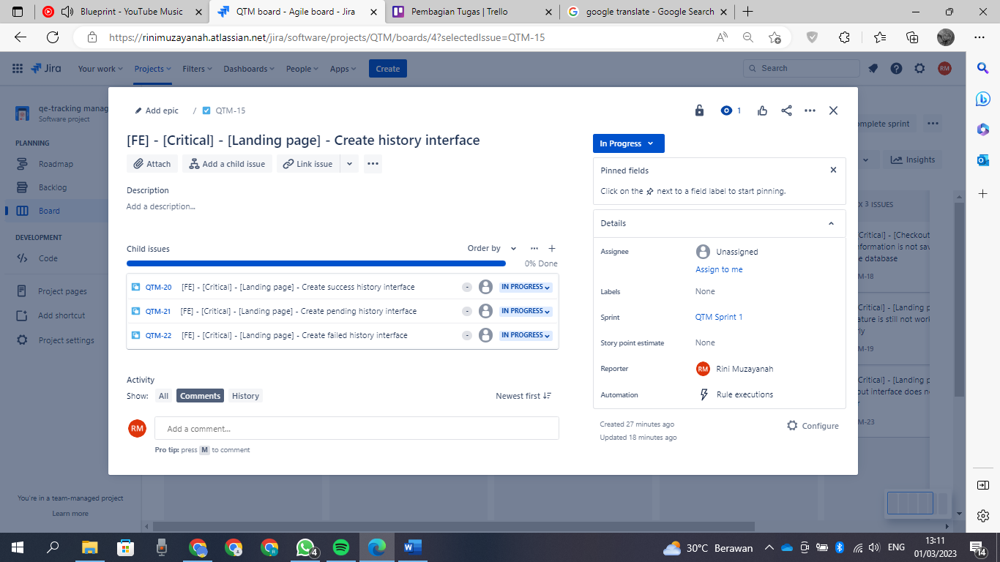 Blueprint - YouTube Music
QTM board - Agile board - Jira
Pembagian Tugas | Trello
google translate - Google Search
https://rinimuzayanah.atlassian.net/jira/software/projects/QTM/boards/4?selectedIssue=QTM-15
Jira
Your work
Projects
Filters
Dashboards
People
Apps
Create
Search
RM
qe-tracking manag
Software project
PLANNING
Roadmap
Backlog
Board
DEVELOPMENT
Code
Project pages
Add shortcut
Project settings
You're in a team-managed project
Learn more
Add epic / QTM-15
1
[FE] - [Critical] - [Landing page] - Create history interface
Attach
Add a child issue
Link issue
Description
Add a description...
Child issues
Order by
0% Done
QTM-20 [FE] - [Critical] - [Landing page] - Create success history interface - IN PROGRESS
QTM-21 [FE] - [Critical] - [Landing page] - Create pending history interface - IN PROGRESS
QTM-22 [FE] - [Critical] - [Landing page] - Create failed history interface - IN PROGRESS
Activity
Show: All Comments History
Newest first
RM
Add a comment...
Pro tip: press M to comment
In Progress
Pinned fields
Click on the next to a field label to start pinning.
Details
Assignee
Unassigned
Assign to me
Labels
None
Sprint
QTM Sprint 1
Story point estimate
None
Reporter
RM Rini Muzayanah
Automation
Rule executions
Created 27 minutes ago
Updated 18 minutes ago
Configure
mplete sprint
Insights
X 3 ISSUES
Critical] - [Checkout
formation is not sav
e database
M-18
Critical] - [Landing p
ature is still not work
rly
M-19
Critical] - [Landing p
out interface does n
M-23
4
30°C Berawan
ENG
13:11
01/03/2023
14